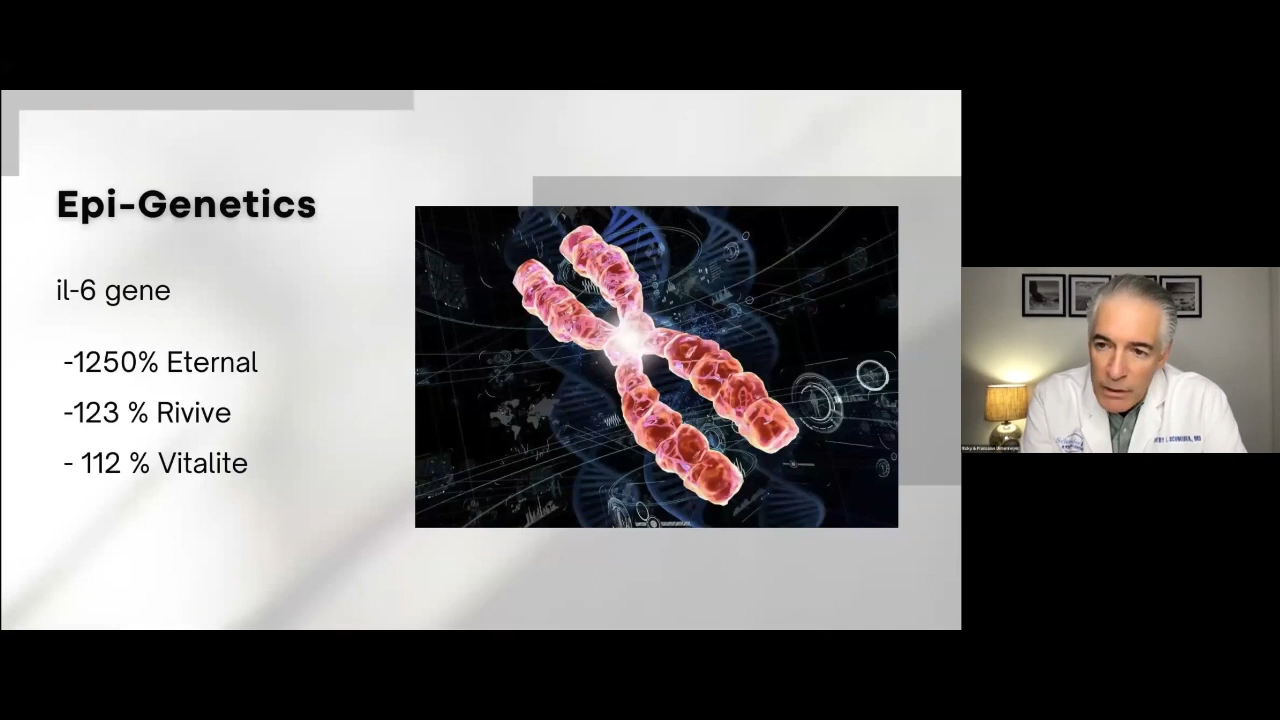 Epi-Genetics
il-6 gene
-1250% Eternal
-123 % Rivive
- 112 % Vitalite